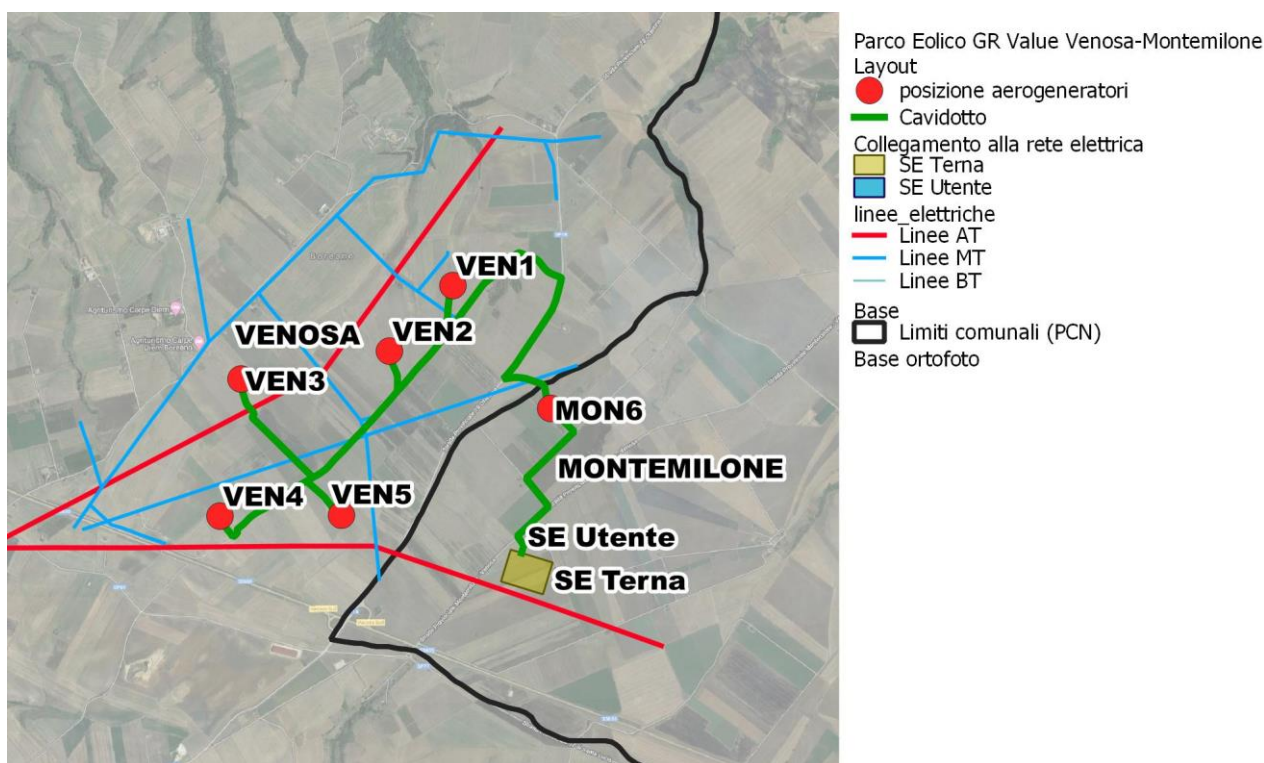 Parco Eolico GR Value Venosa-Montemilone
Layout
posizione aerogeneratori
Cavidotto
Collegamento alla rete elettrica
SE Terna
SE Utente
linee_elettriche
Linee AT
Linee MT
Linee BT
Base
Limiti comunali (PCN)
Base ortofoto
VEN1
VENOSA
VEN2
VEN3
MON6
MONTEMILONE
VEN4
VEN5
SE Utente
SE Terna